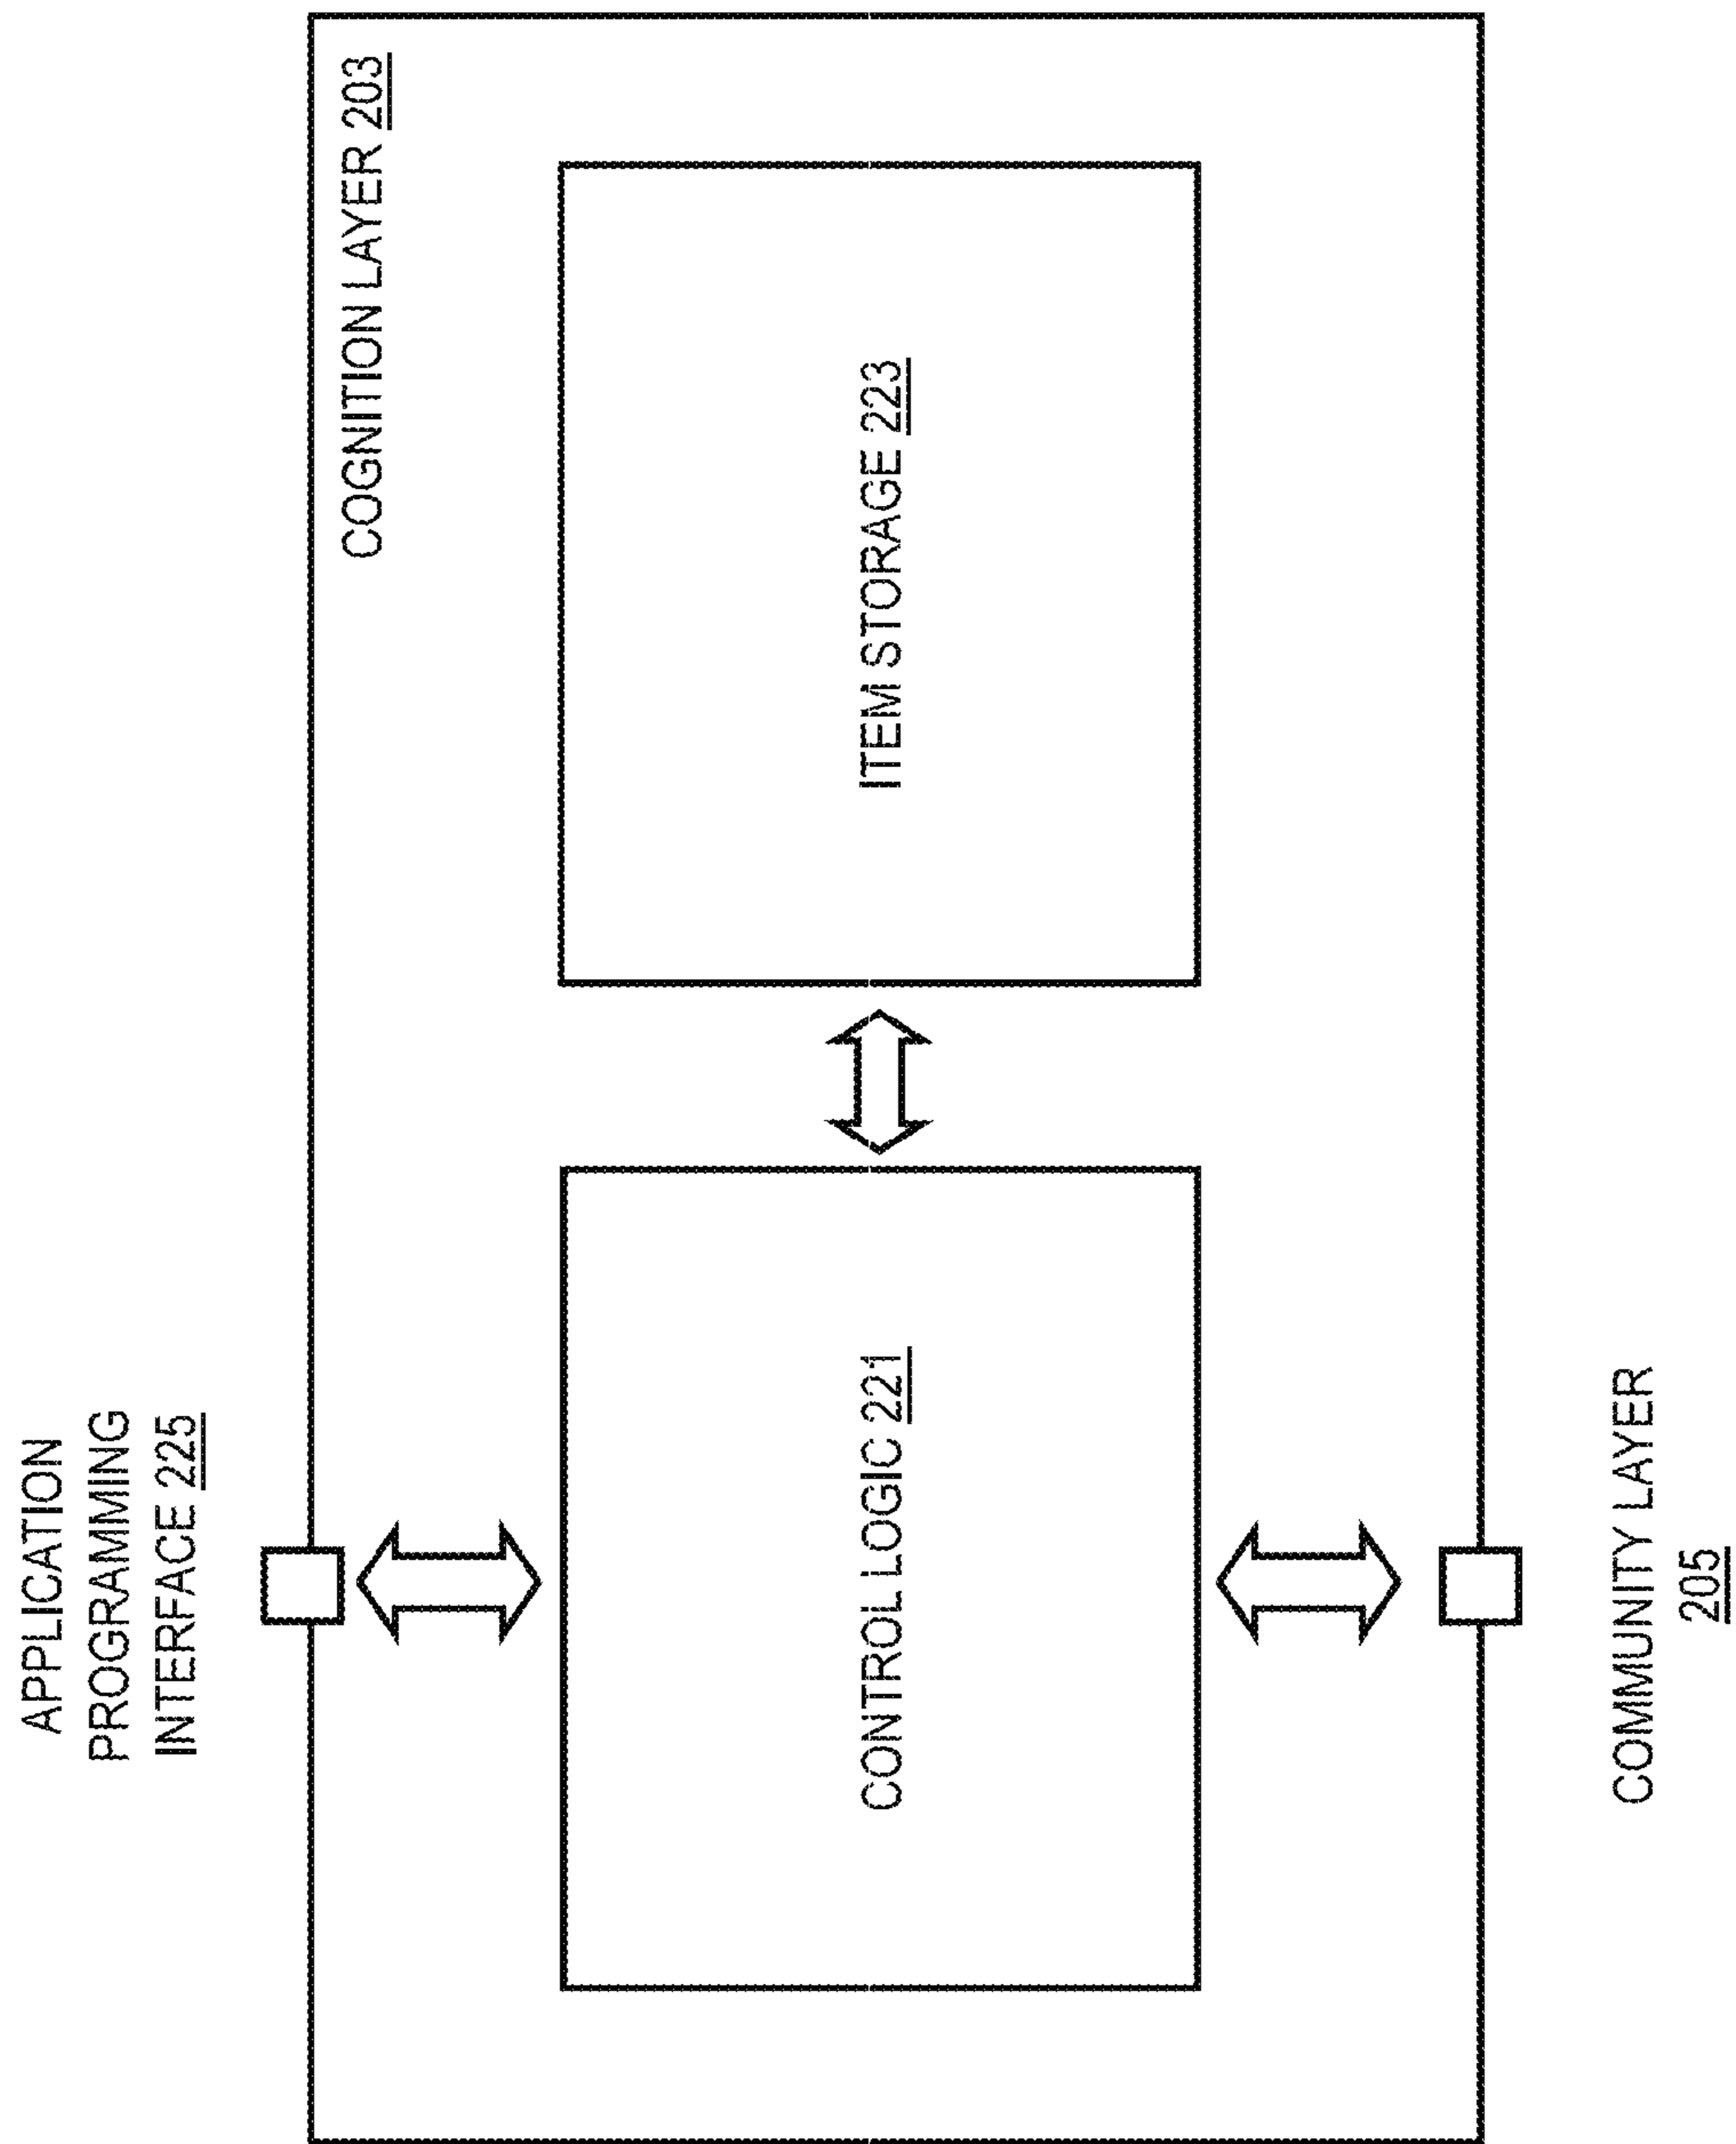 APPLICATION
PROGRAMMING
INTERFACE 225
COGNITION LAYER 203
CONTROL LOGIC 221
ITEM STORAGE 223
COMMUNITY LAYER
205